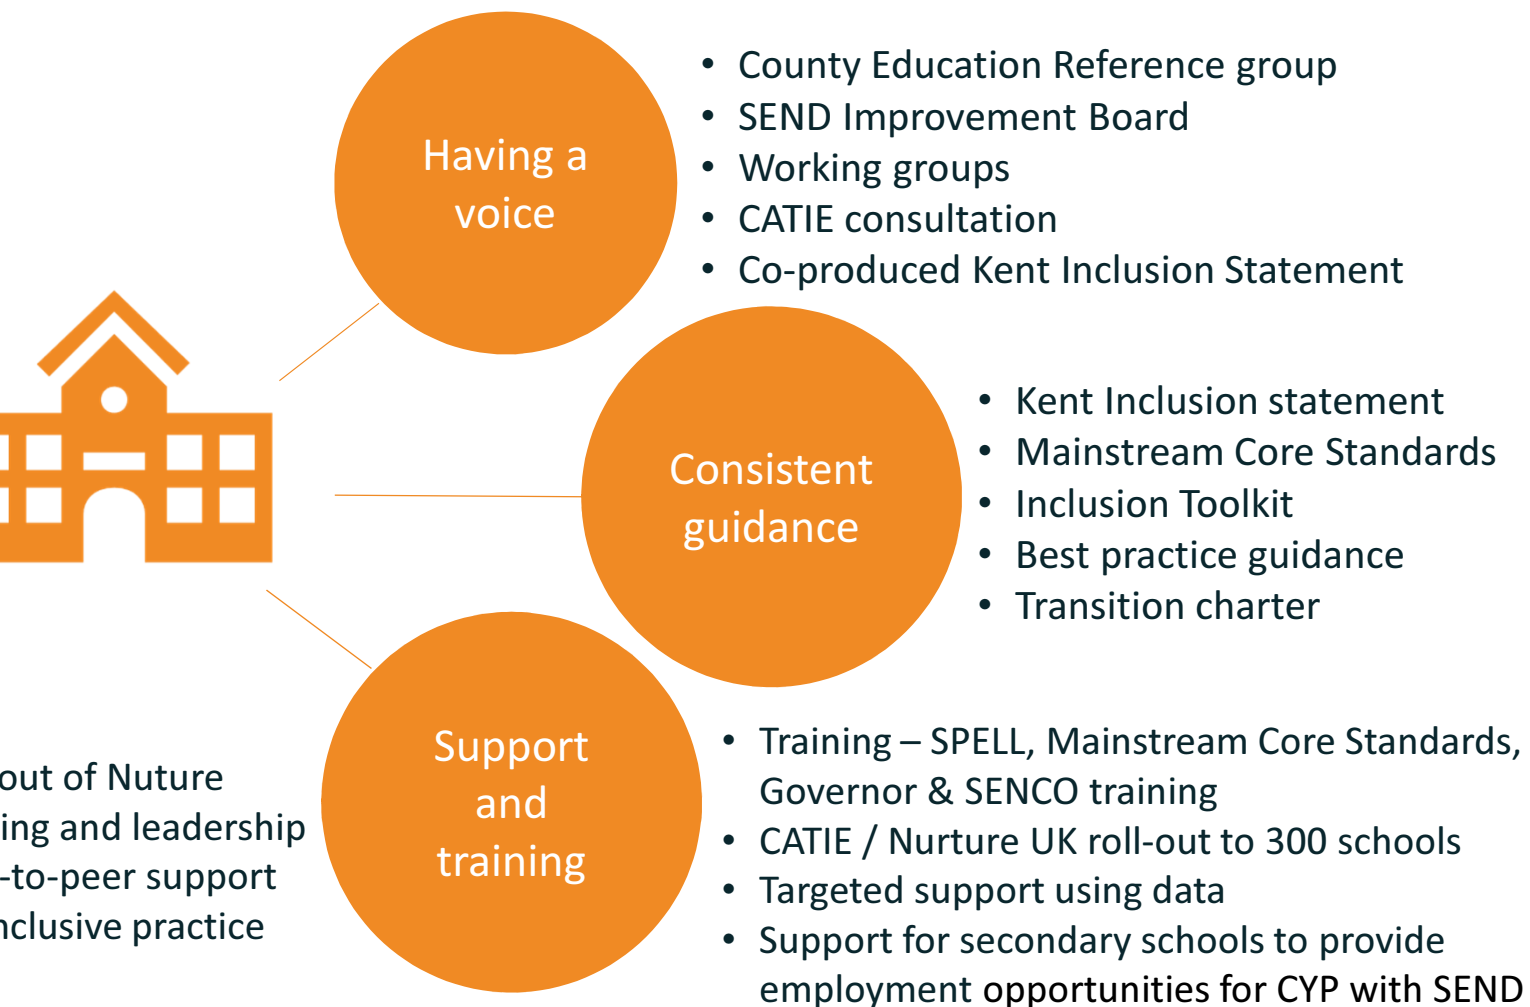 Having a
voice
• County Education Reference group
• SEND Improvement Board
• Working groups
• CATIE consultation
• Co-produced Kent Inclusion Statement
Consistent
guidance
• Kent Inclusion statement
• Mainstream Core Standards
• Inclusion Toolkit
• Best practice guidance
• Transition charter
Support
and
training
• Training – SPELL, Mainstream Core Standards,
Governor & SENCO training
• CATIE / Nurture UK roll-out to 300 schools
• Targeted support using data
• Support for secondary schools to provide
employment opportunities for CYP with SEND
out of Nuture
ing and leadership
-to-peer support
nclusive practice